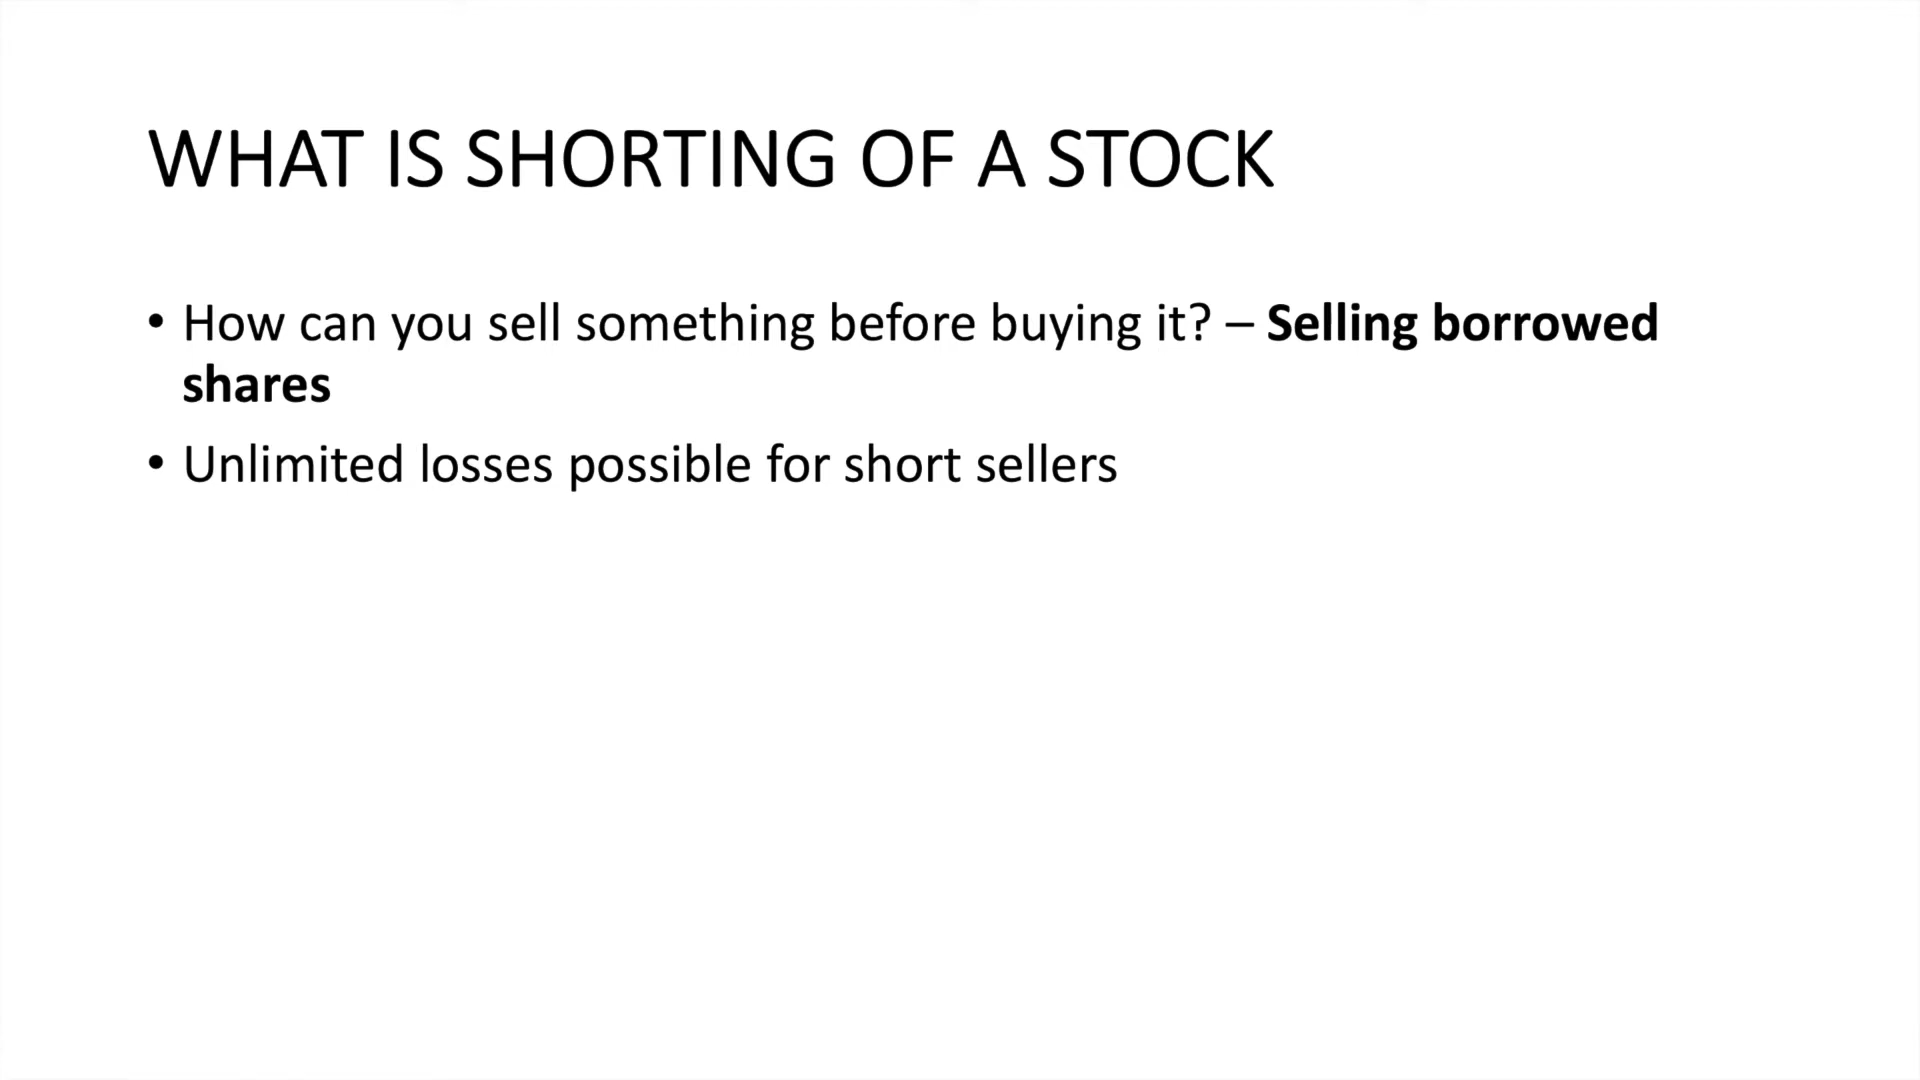 WHAT IS SHORTING OF A STOCK
• How can you sell something before buying it? – Selling borrowed
shares
• Unlimited losses possible for short sellers